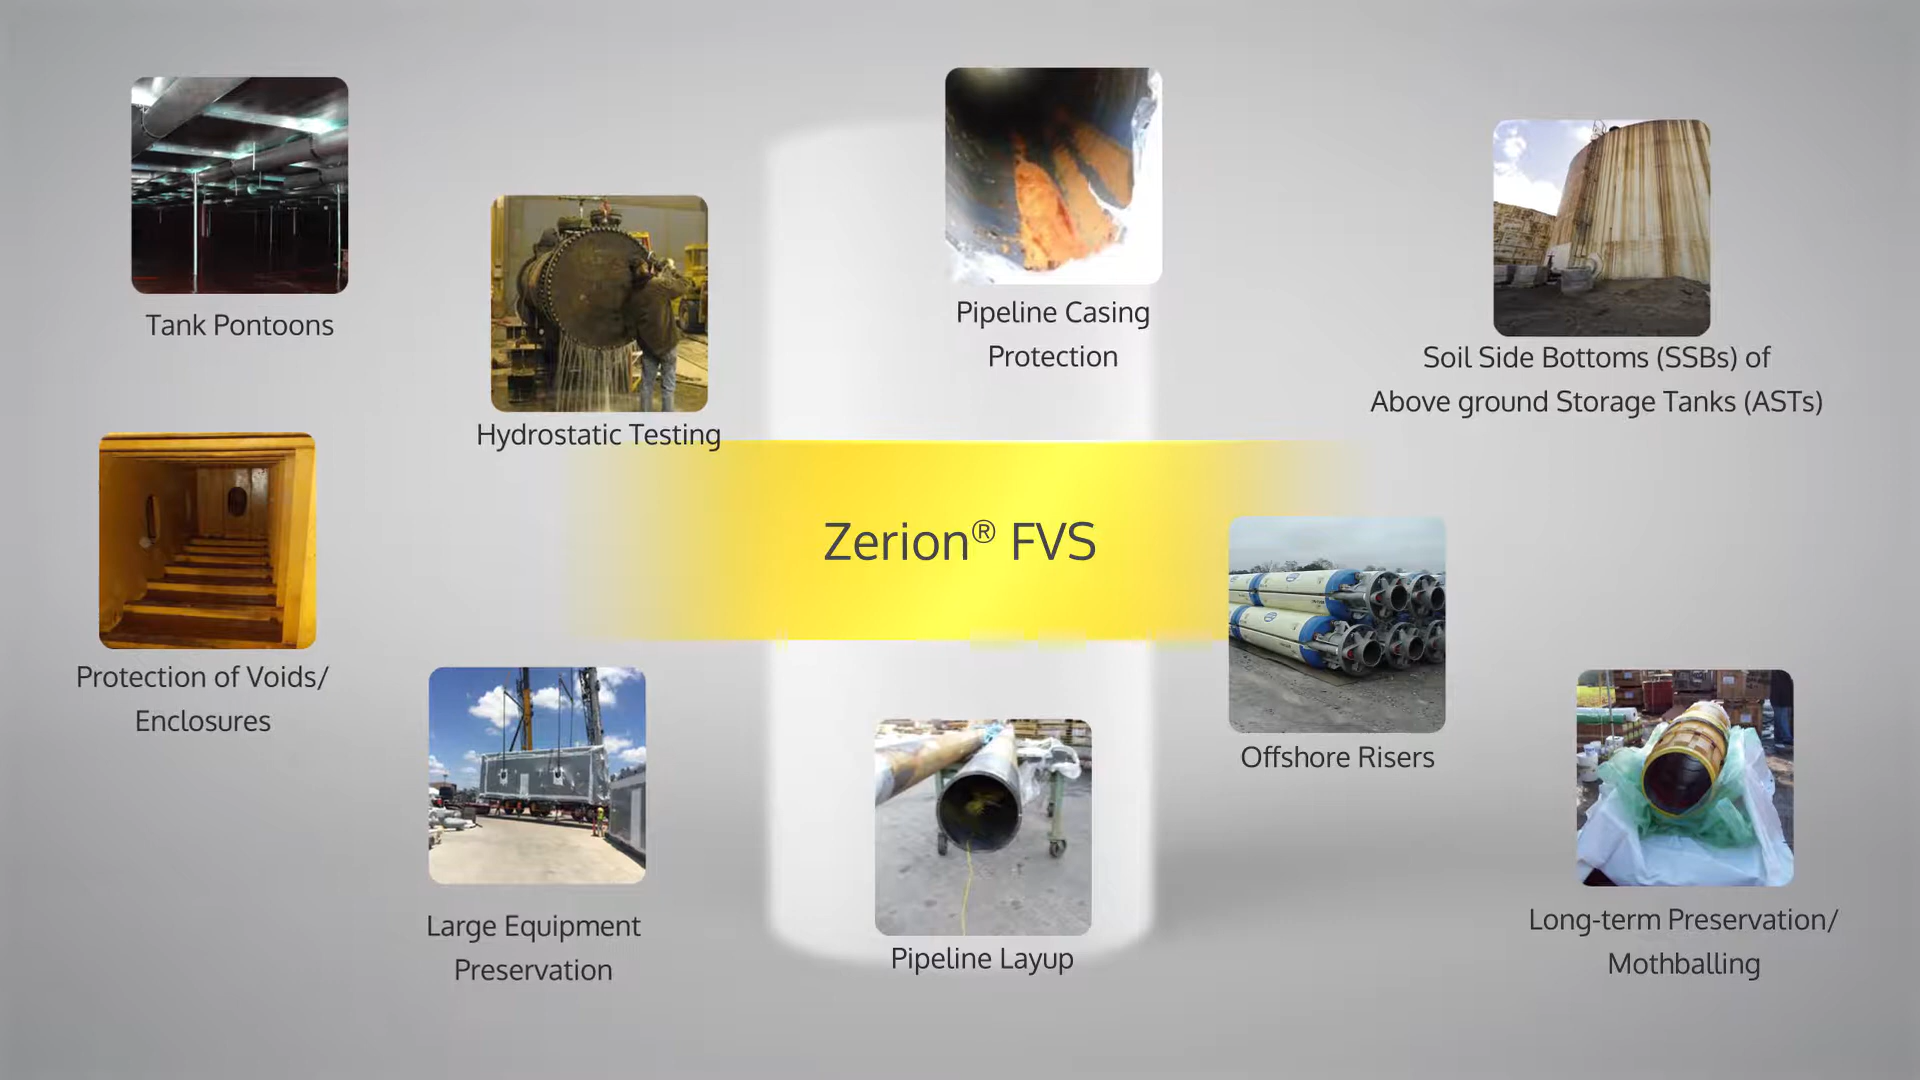 Tank Pontoons
Hydrostatic Testing
Pipeline Casing
Protection
Soil Side Bottoms (SSBs) of
Above ground Storage Tanks (ASTs)
Zerion® FVS
Protection of Voids/
Enclosures
Large Equipment
Preservation
Pipeline Layup
Offshore Risers
Long-term Preservation/
Mothballing